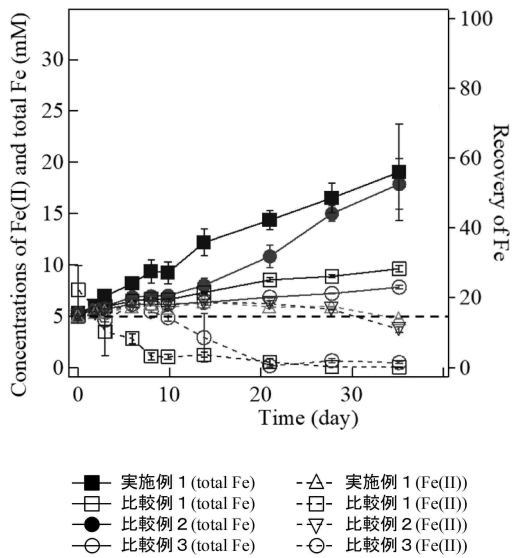 Concentrations of Fe(II) and total Fe (mM)
35
30
25
20
15
10
5
0
100
80
60
40
20
0
Recovery of Fe
0
10
20
30
Time (day)
実施例１(total Fe)
比較例１(total Fe)
比較例２(total Fe)
比較例３(total Fe)
実施例１(Fe(II))
比較例１(Fe(II))
比較例２(Fe(II))
比較例３(Fe(II))